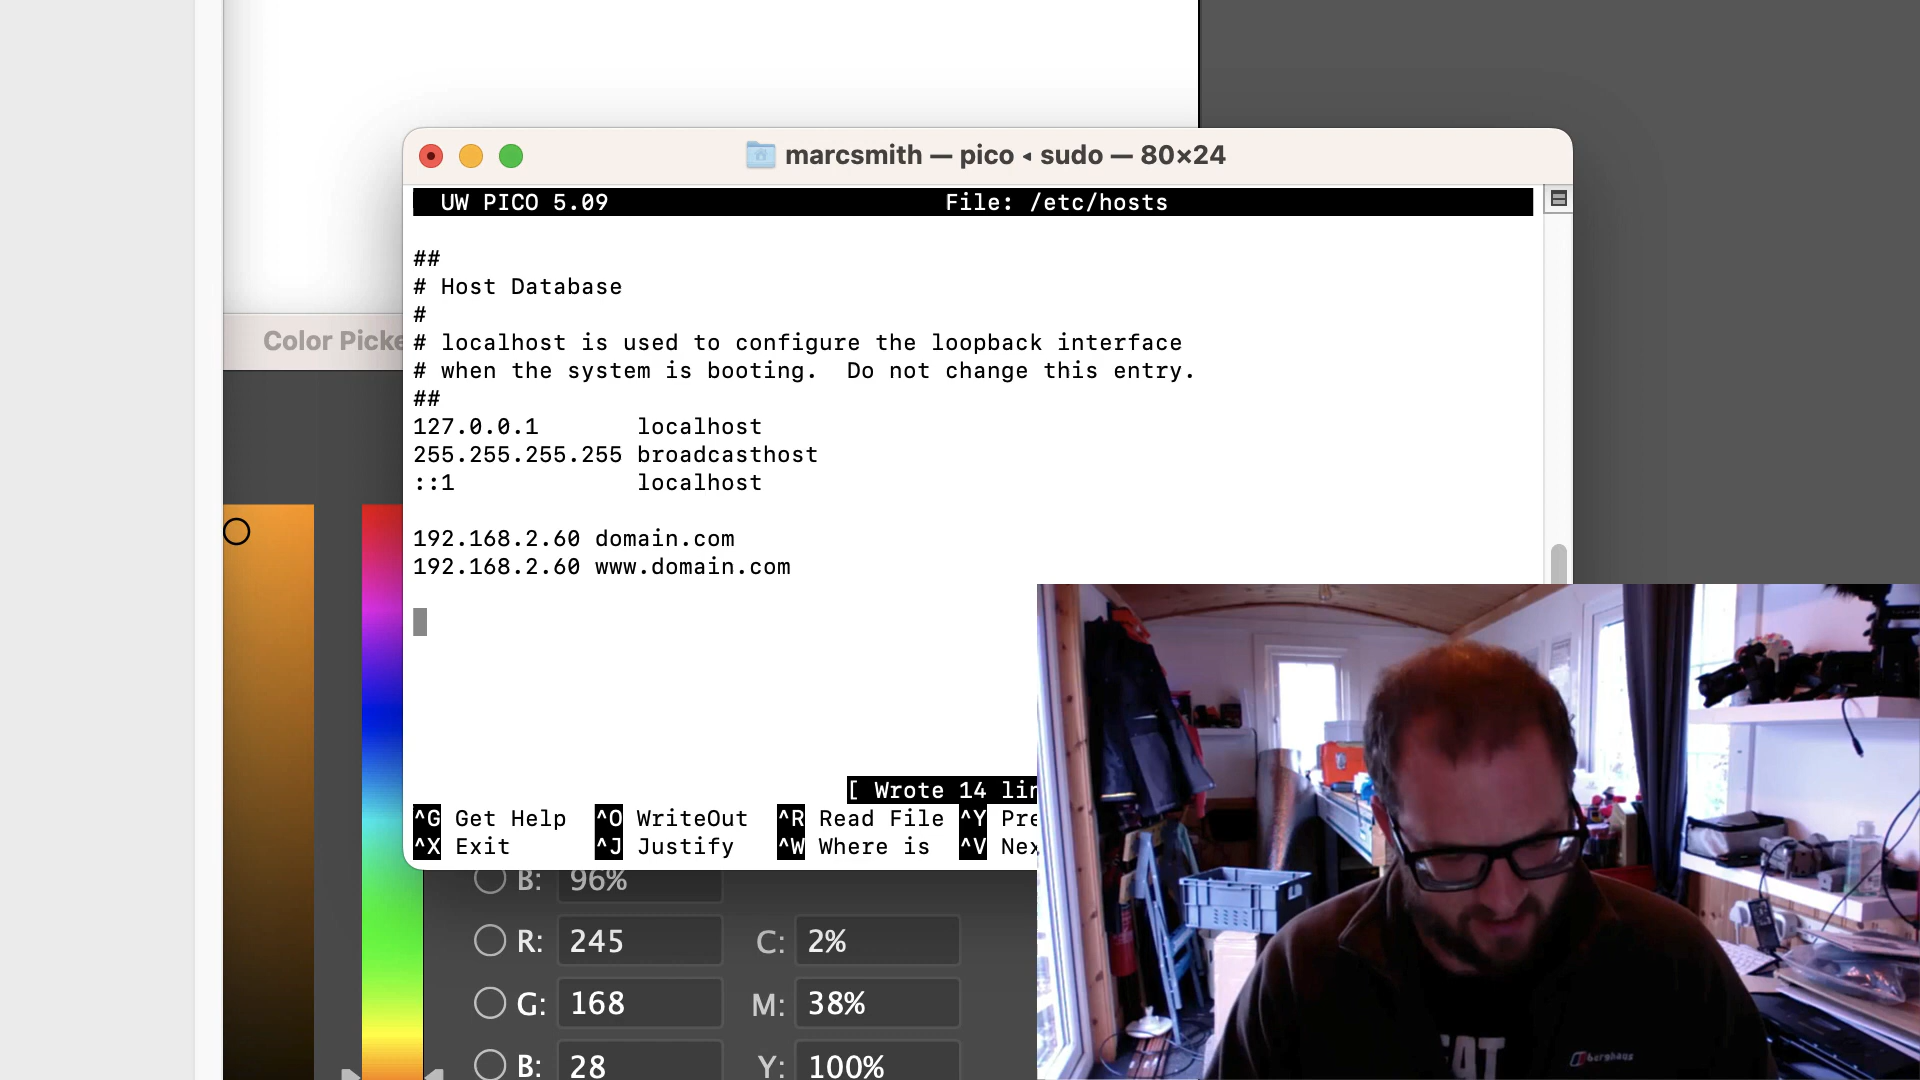 marcsmith — pico ◂ sudo — 80×24
UW PICO 5.09 File: /etc/hosts
##
# Host Database
#
# localhost is used to configure the loopback interface
# when the system is booting.  Do not change this entry.
##
127.0.0.1 localhost
255.255.255.255 broadcasthost
::1 localhost
192.168.2.60 domain.com
192.168.2.60 www.domain.com
[ Wrote 14 lin
^G Get Help ^O WriteOut ^R Read File ^Y Pre
^X Exit ^J Justify ^W Where is ^V Nex
Color Picke
B: 96%
R: 245 C: 2%
G: 168 M: 38%
B: 28 Y: 100%
berghaus